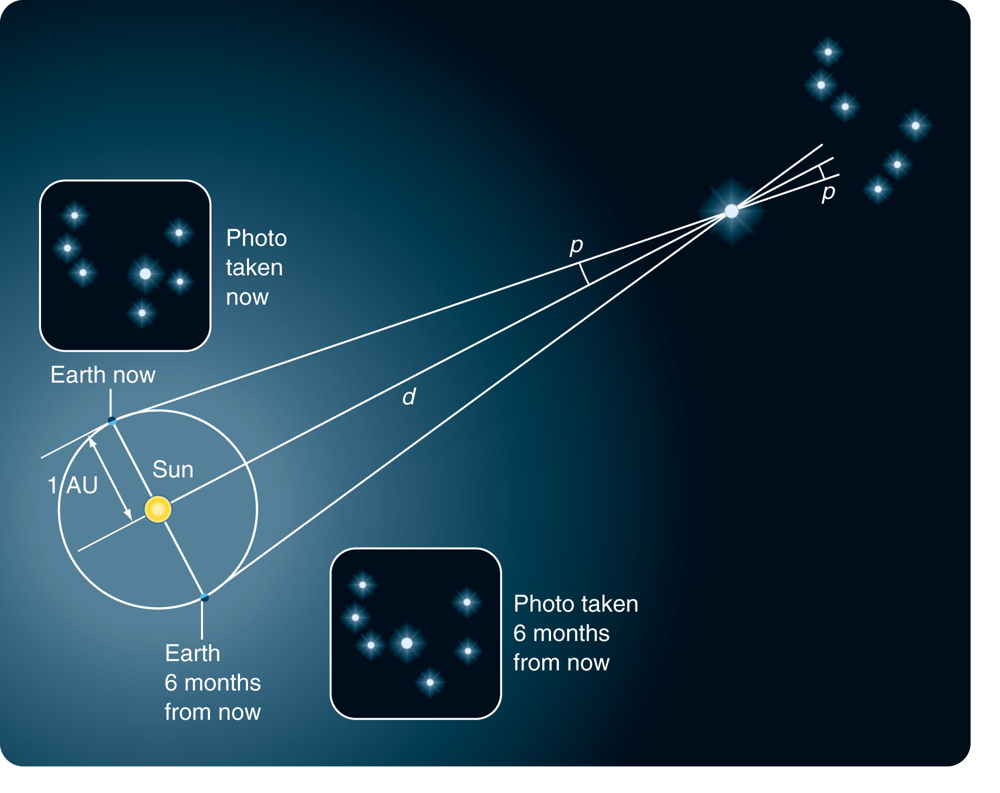 p
p
Photo
taken
now
Earth now
d
Sun
1 AU
Photo taken
6 months
from now
Earth
6 months
from now